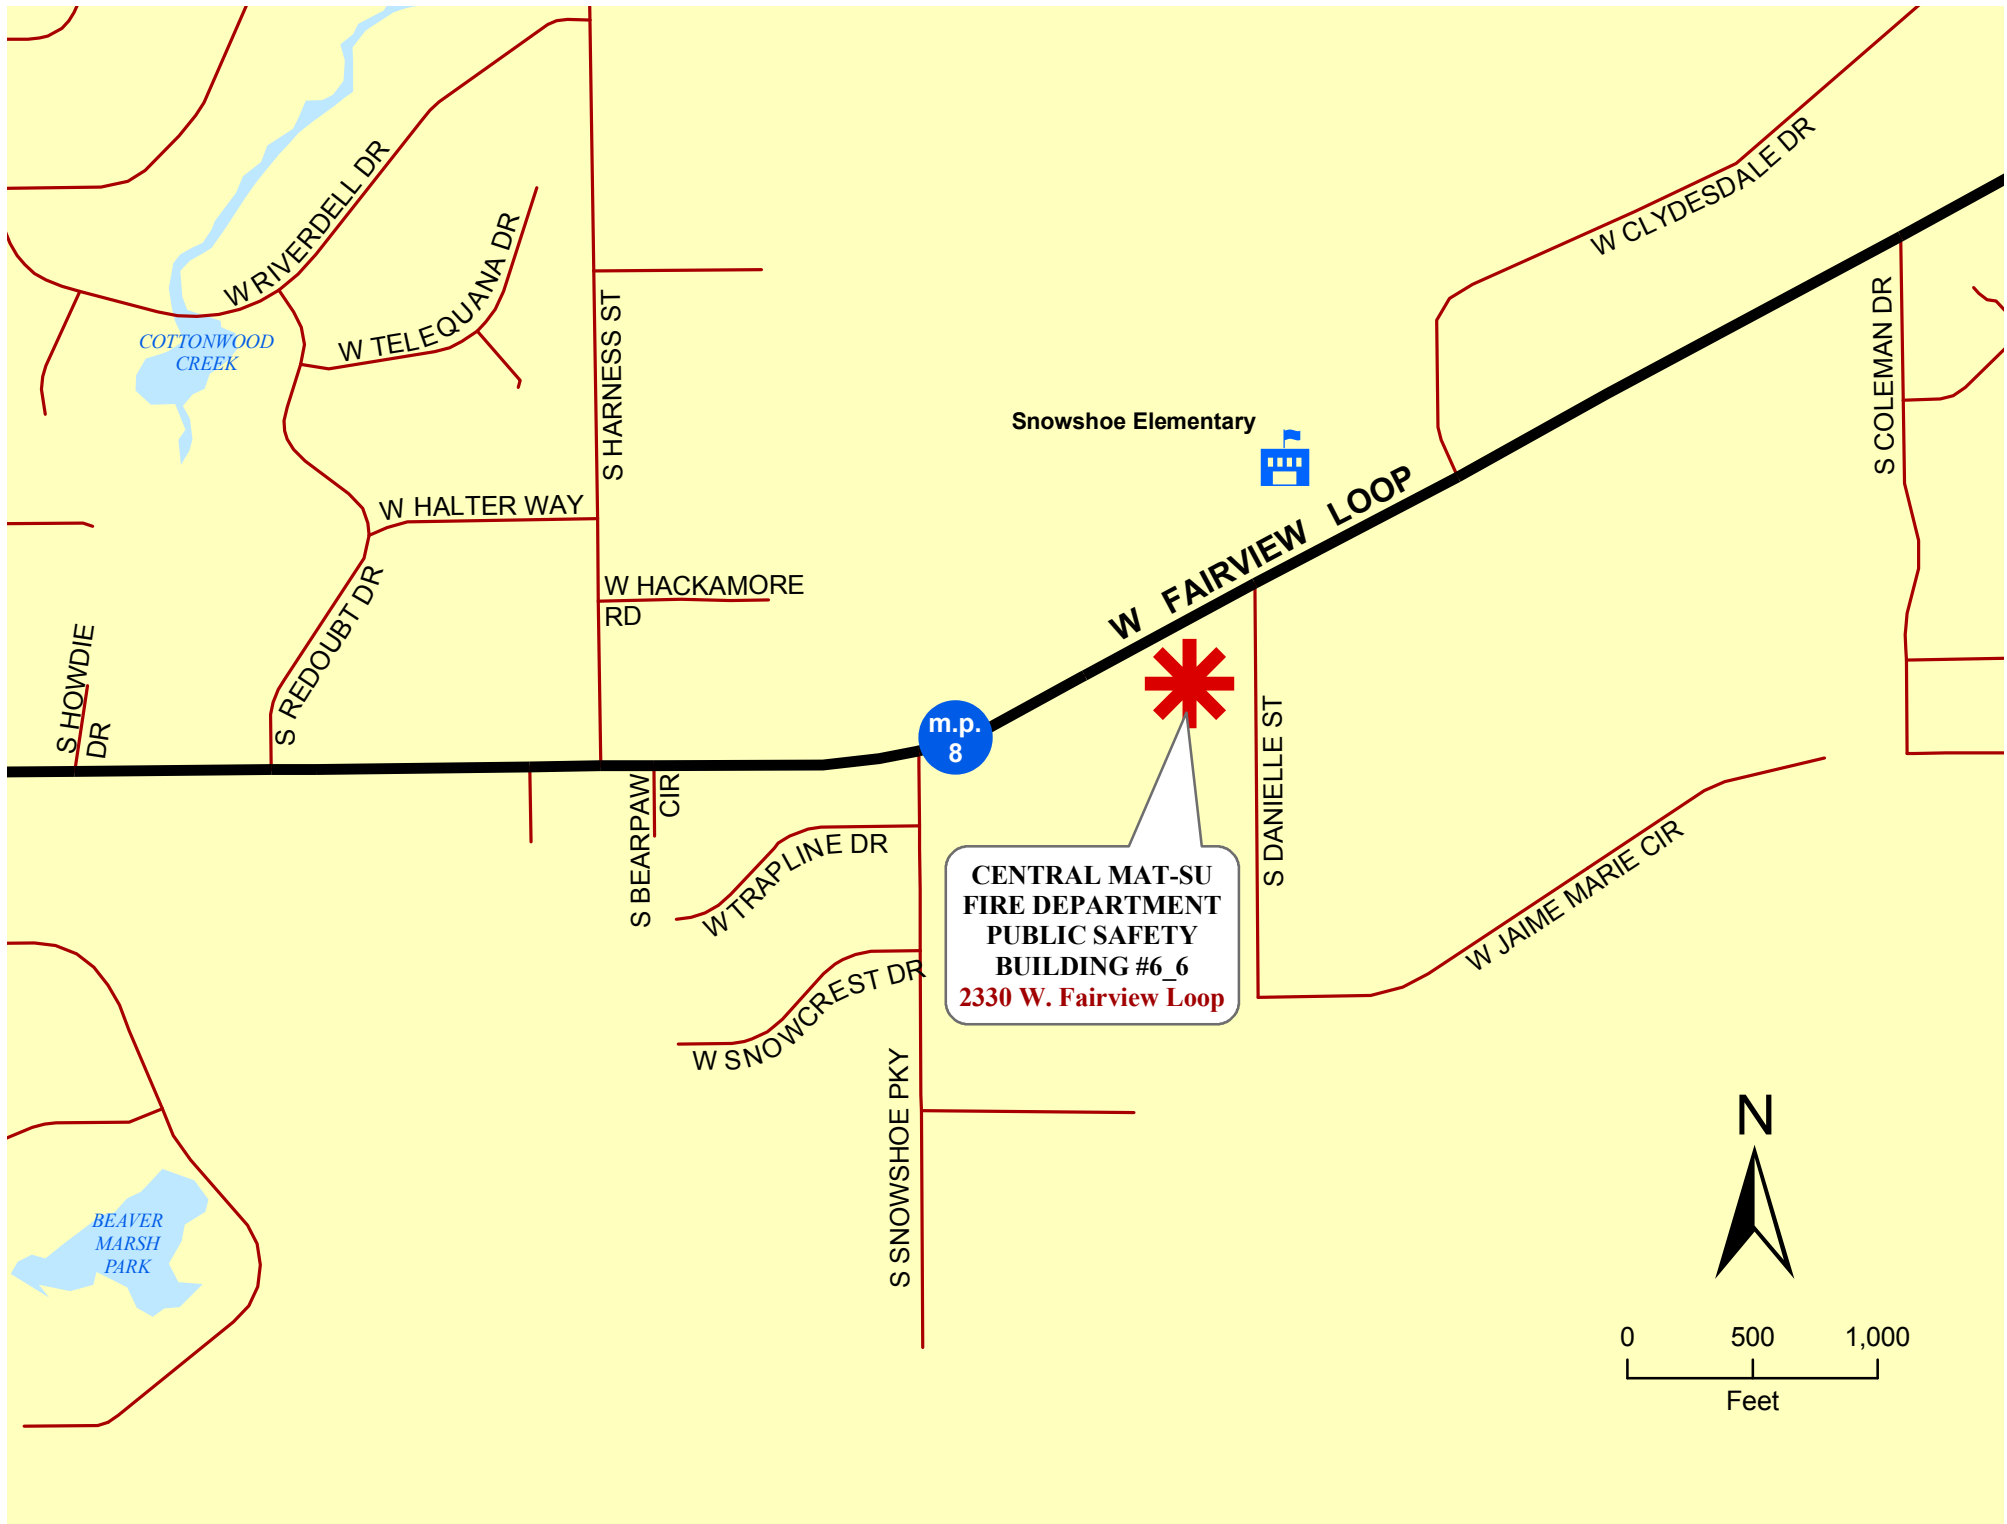 W RIVERDELL DR
W TELEQUANA DR
COTTONWOOD
CREEK
S HARNESS ST
W CLYDESDALE DR
S COLEMAN DR
Snowshoe Elementary
W HALTER WAY
W FAIRVIEW LOOP
W HACKAMORE
RD
S REDOUBT DR
S HOWDIE
DR
m.p.
8
S BEARPAW
CIR
S DANIELLE ST
W TRAPLINE DR
W JAIME MARIE CIR
CENTRAL MAT-SU
FIRE DEPARTMENT
PUBLIC SAFETY
BUILDING #6_6
2330 W. Fairview Loop
W SNOWCREST DR
S SNOWSHOE PKY
N
BEAVER
MARSH
PARK
0 500 1,000
Feet